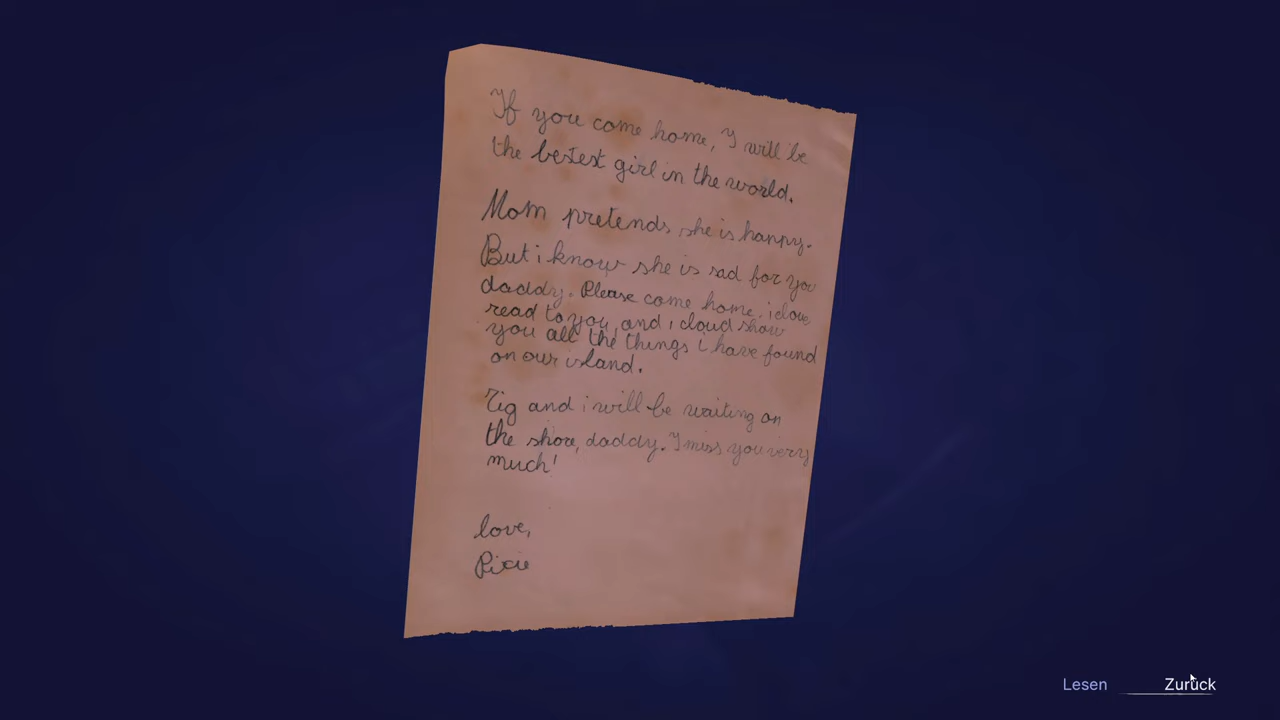 If you come home, I will be
the bestest girl in the world.
Mom pretends she is happy.
But i know she is sad for you
daddy. Please come home. i cloud
read to you, and i cloud show
you all the things i have found
on our island.
Tig and i will be waiting on
the shore, daddy. I miss you very
much!
love,
Pixie
Lesen
Zurück